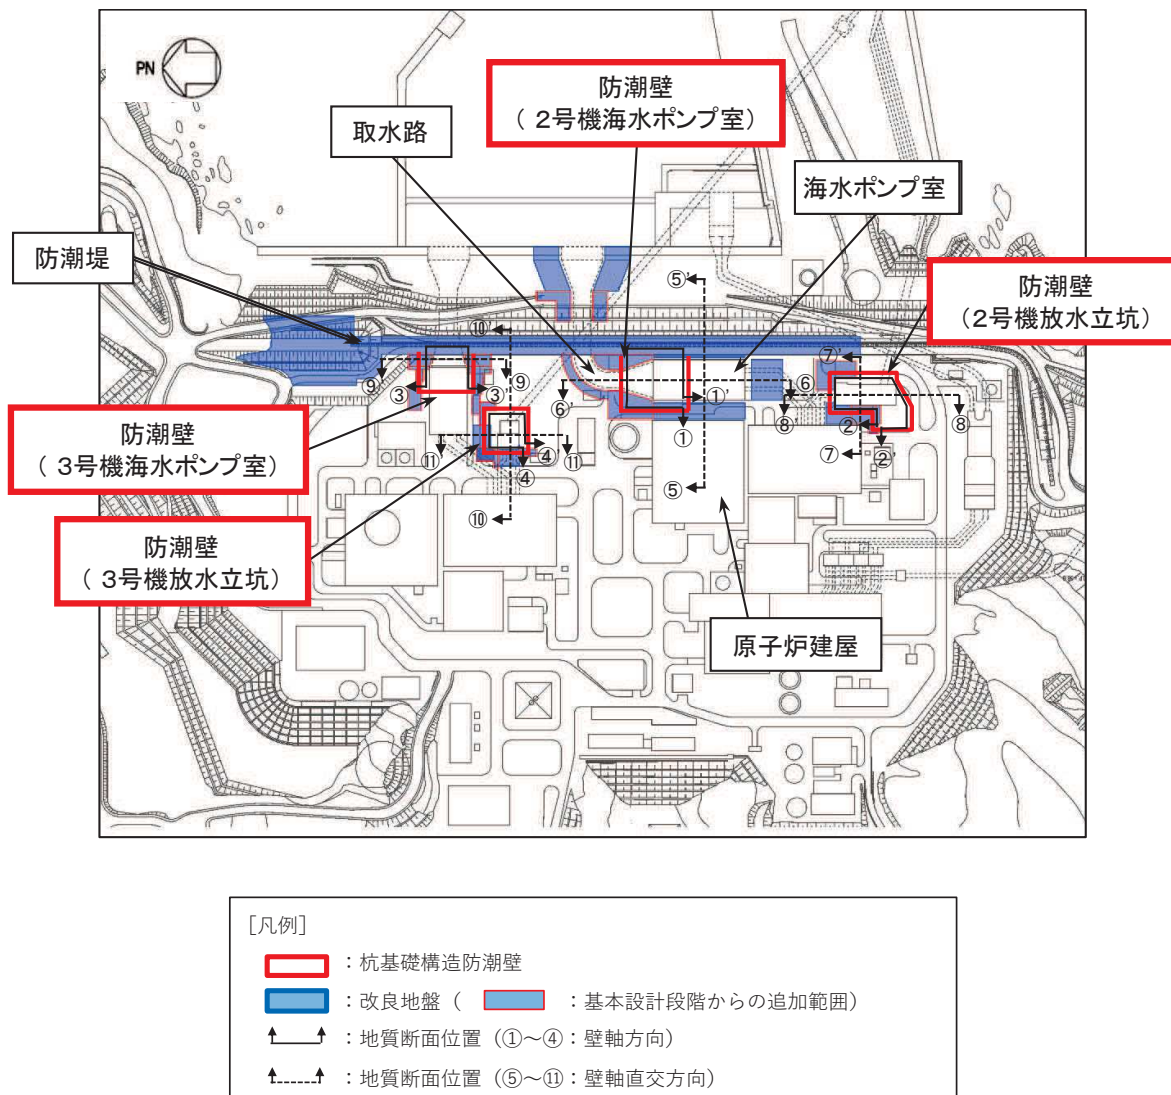 PN
防潮壁
（ 2号機海水ポンプ室）
取水路
海水ポンプ室
防潮堤
防潮壁
（2号機放水立坑）
⑤’
⑩’
⑦’
⑨’
⑨
⑥
⑥’
③
③’
①’
①
⑧’
⑧
②
②’
⑦
防潮壁
（ 3号機海水ポンプ室）
⑪’
⑪
④’
④
⑤
⑩
防潮壁
（ 3号機放水立坑）
原子炉建屋
［凡例］
：杭基礎構造防潮壁
：改良地盤（ ：基本設計段階からの追加範囲）
：地質断面位置（①～④：壁軸方向）
：地質断面位置（⑤～⑪：壁軸直交方向）